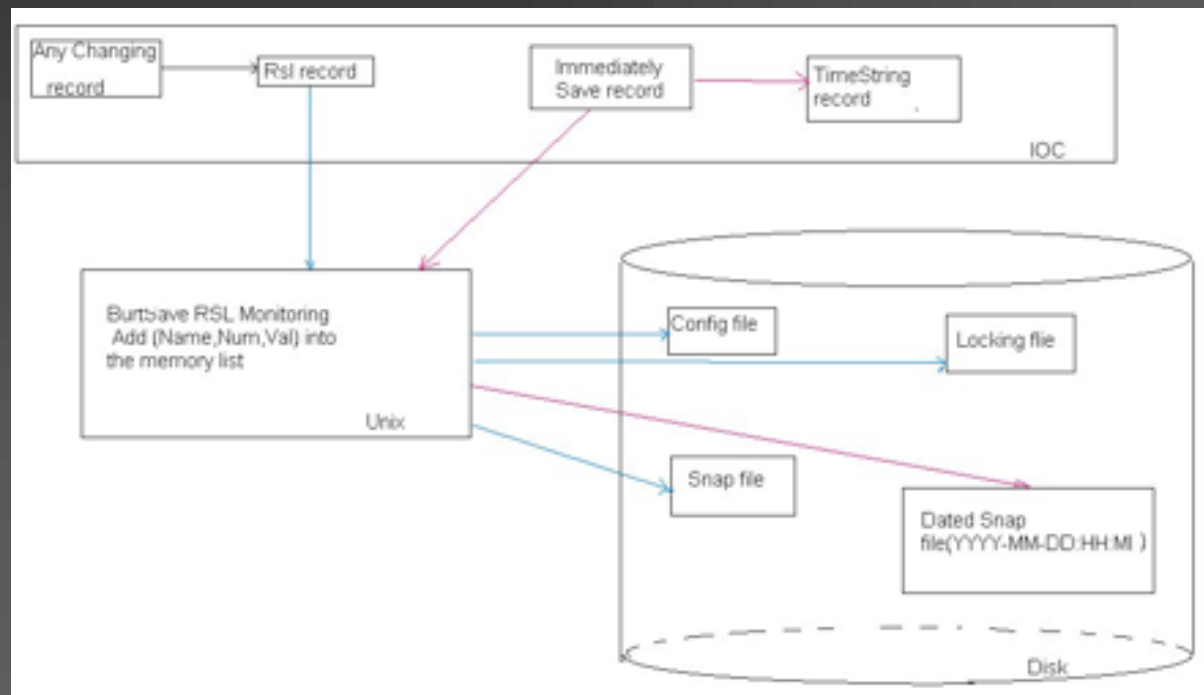 Any Changing
record
Rsl record
Immediately
Save record
TimeString
record
IOC
BurtSave RSL Monitoring
Add (Name,Num,Val) into
the memory list
Unix
Config file
Locking flie
Snap file
Dated Snap
file(YYYY-MM-DD:HH:MI )
Disk